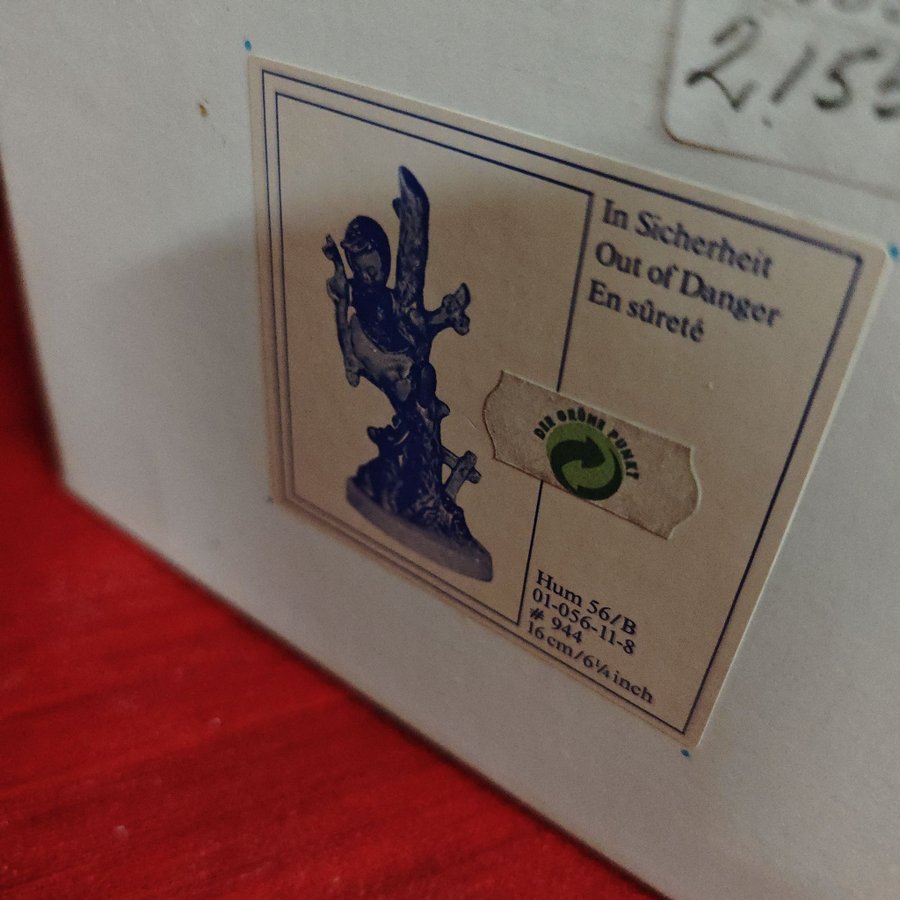 2.155
In Sicherheit
Out of Danger
En sûreté
DER GRÜNE PUNKT
Hum 56/B
01-056-11-8
# 944
16 cm/6¼ inch